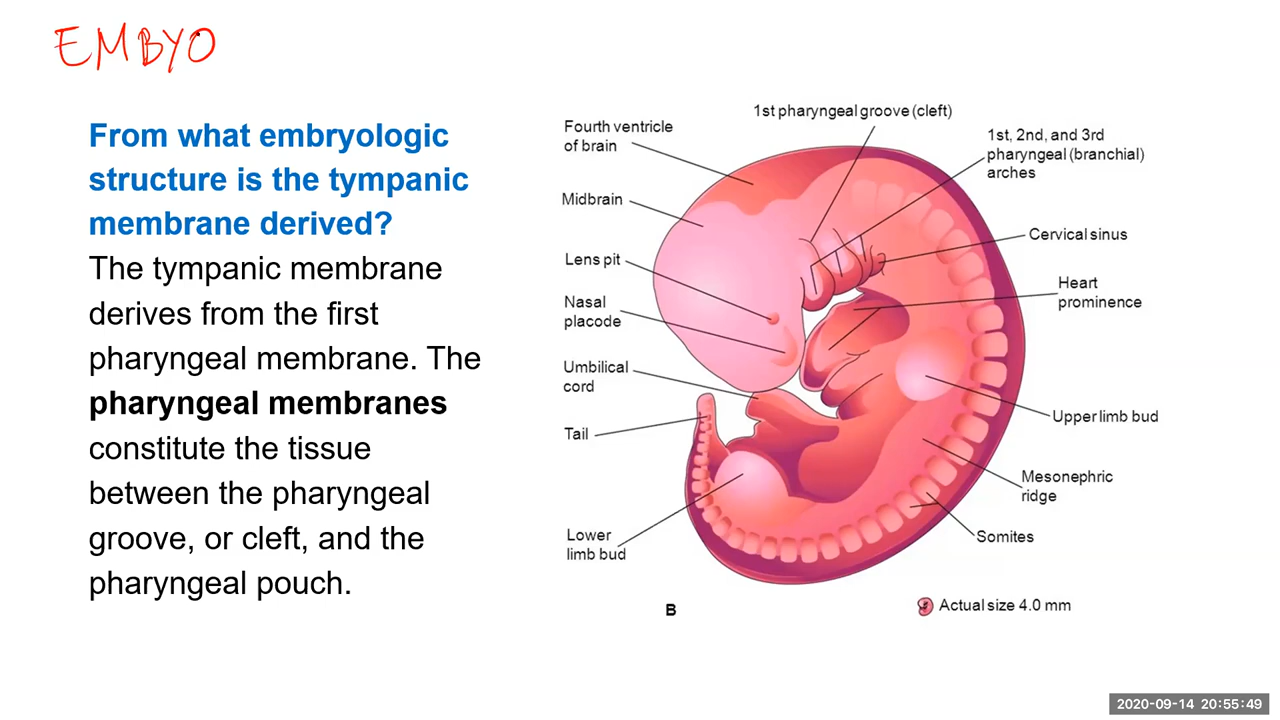 EMBYO
From what embryologic
structure is the tympanic
membrane derived?
The tympanic membrane
derives from the first
pharyngeal membrane. The
pharyngeal membranes
constitute the tissue
between the pharyngeal
groove, or cleft, and the
pharyngeal pouch.
1st pharyngeal groove (cleft)
Fourth ventricle
of brain
1st, 2nd, and 3rd
pharyngeal (branchial)
arches
Midbrain
Cervical sinus
Lens pit
Heart
prominence
Nasal
placode
Umbilical
cord
Upper limb bud
Tail
Mesonephric
ridge
Somites
Lower
limb bud
B
Actual size 4.0 mm
2020-09-14 20:55:49